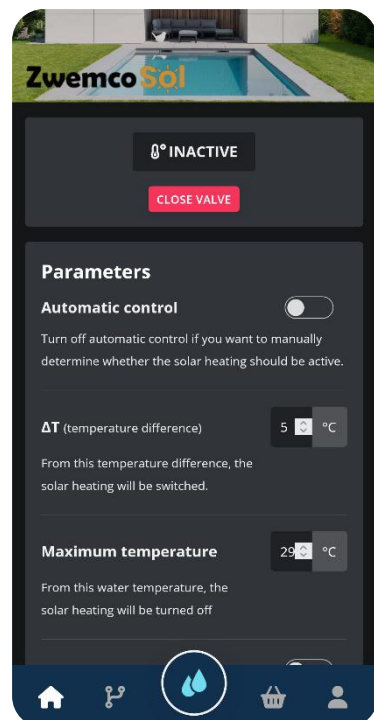 ZwemcoSol
INACTIVE
CLOSE VALVE
Parameters
Automatic control
Turn off automatic control if you want to manually
determine whether the solar heating should be active.
ΔT (temperature difference)
5 °C
From this temperature difference, the
solar heating will be switched.
Maximum temperature
29 °C
From this water temperature, the
solar heating will be turned off